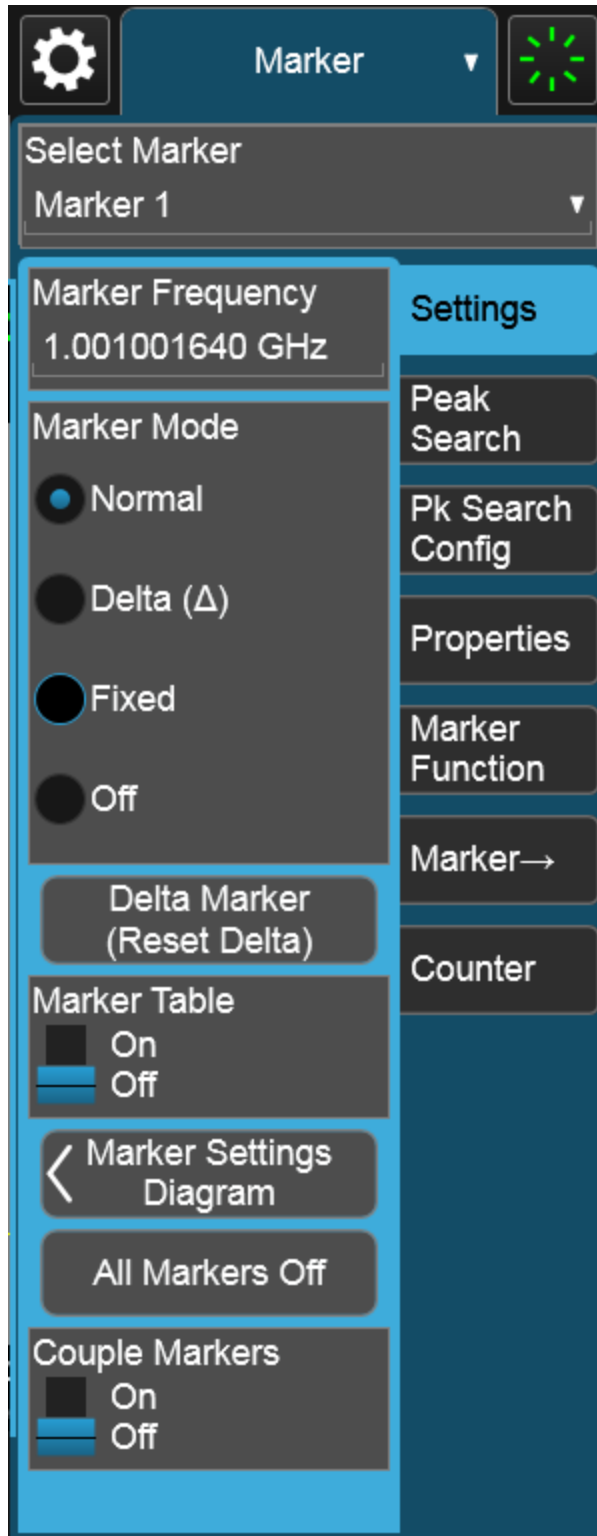 Marker
Select Marker
Marker 1
Marker Frequency
1.001001640 GHz
Marker Mode
Normal
Delta (Δ)
Fixed
Off
Delta Marker
(Reset Delta)
Marker Table
On
Off
Marker Settings
Diagram
All Markers Off
Couple Markers
On
Off
Settings
Peak
Search
Pk Search
Config
Properties
Marker
Function
Marker→
Counter